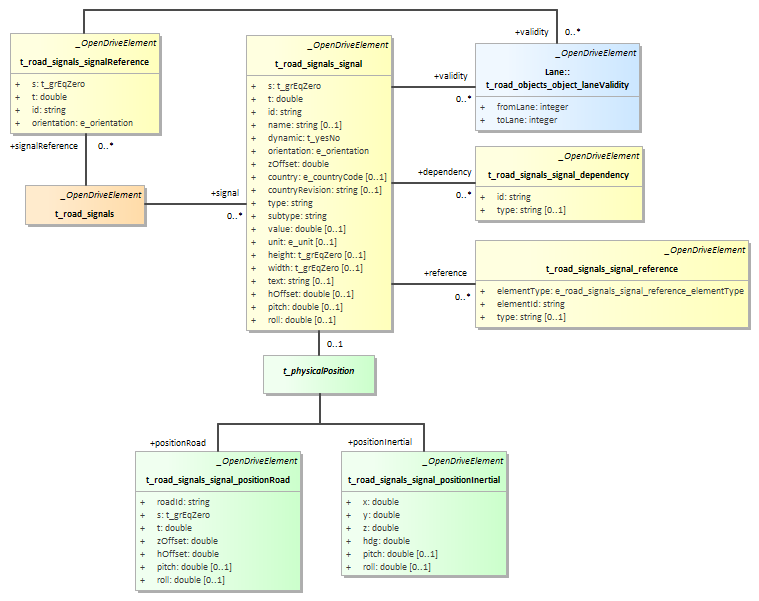 +validity
0..*
_OpenDriveElement
t_road_signals_signalReference
+ s: t_grEqZero
+ t: double
+ id: string
+ orientation: e_orientation
+signalReference
0..*
_OpenDriveElement
t_road_signals
+signal
0..*
_OpenDriveElement
t_road_signals_signal
+ s: t_grEqZero
+ t: double
+ id: string
+ name: string [0..1]
+ dynamic: t_yesNo
+ orientation: e_orientation
+ zOffset: double
+ country: e_countryCode [0..1]
+ countryRevision: string [0..1]
+ type: string
+ subtype: string
+ value: double [0..1]
+ unit: e_unit [0..1]
+ height: t_grEqZero [0..1]
+ width: t_grEqZero [0..1]
+ text: string [0..1]
+ hOffset: double [0..1]
+ pitch: double [0..1]
+ roll: double [0..1]
+validity
0..*
_OpenDriveElement
Lane::
t_road_objects_object_laneValidity
+ fromLane: integer
+ toLane: integer
+dependency
0..*
_OpenDriveElement
t_road_signals_signal_dependency
+ id: string
+ type: string [0..1]
+reference
0..*
_OpenDriveElement
t_road_signals_signal_reference
+ elementType: e_road_signals_signal_reference_elementType
+ elementId: string
+ type: string [0..1]
0..1
t_physicalPosition
+positionRoad
_OpenDriveElement
t_road_signals_signal_positionRoad
+ roadId: string
+ s: t_grEqZero
+ t: double
+ zOffset: double
+ hOffset: double
+ pitch: double [0..1]
+ roll: double [0..1]
+positionInertial
_OpenDriveElement
t_road_signals_signal_positionInertial
+ x: double
+ y: double
+ z: double
+ hdg: double
+ pitch: double [0..1]
+ roll: double [0..1]